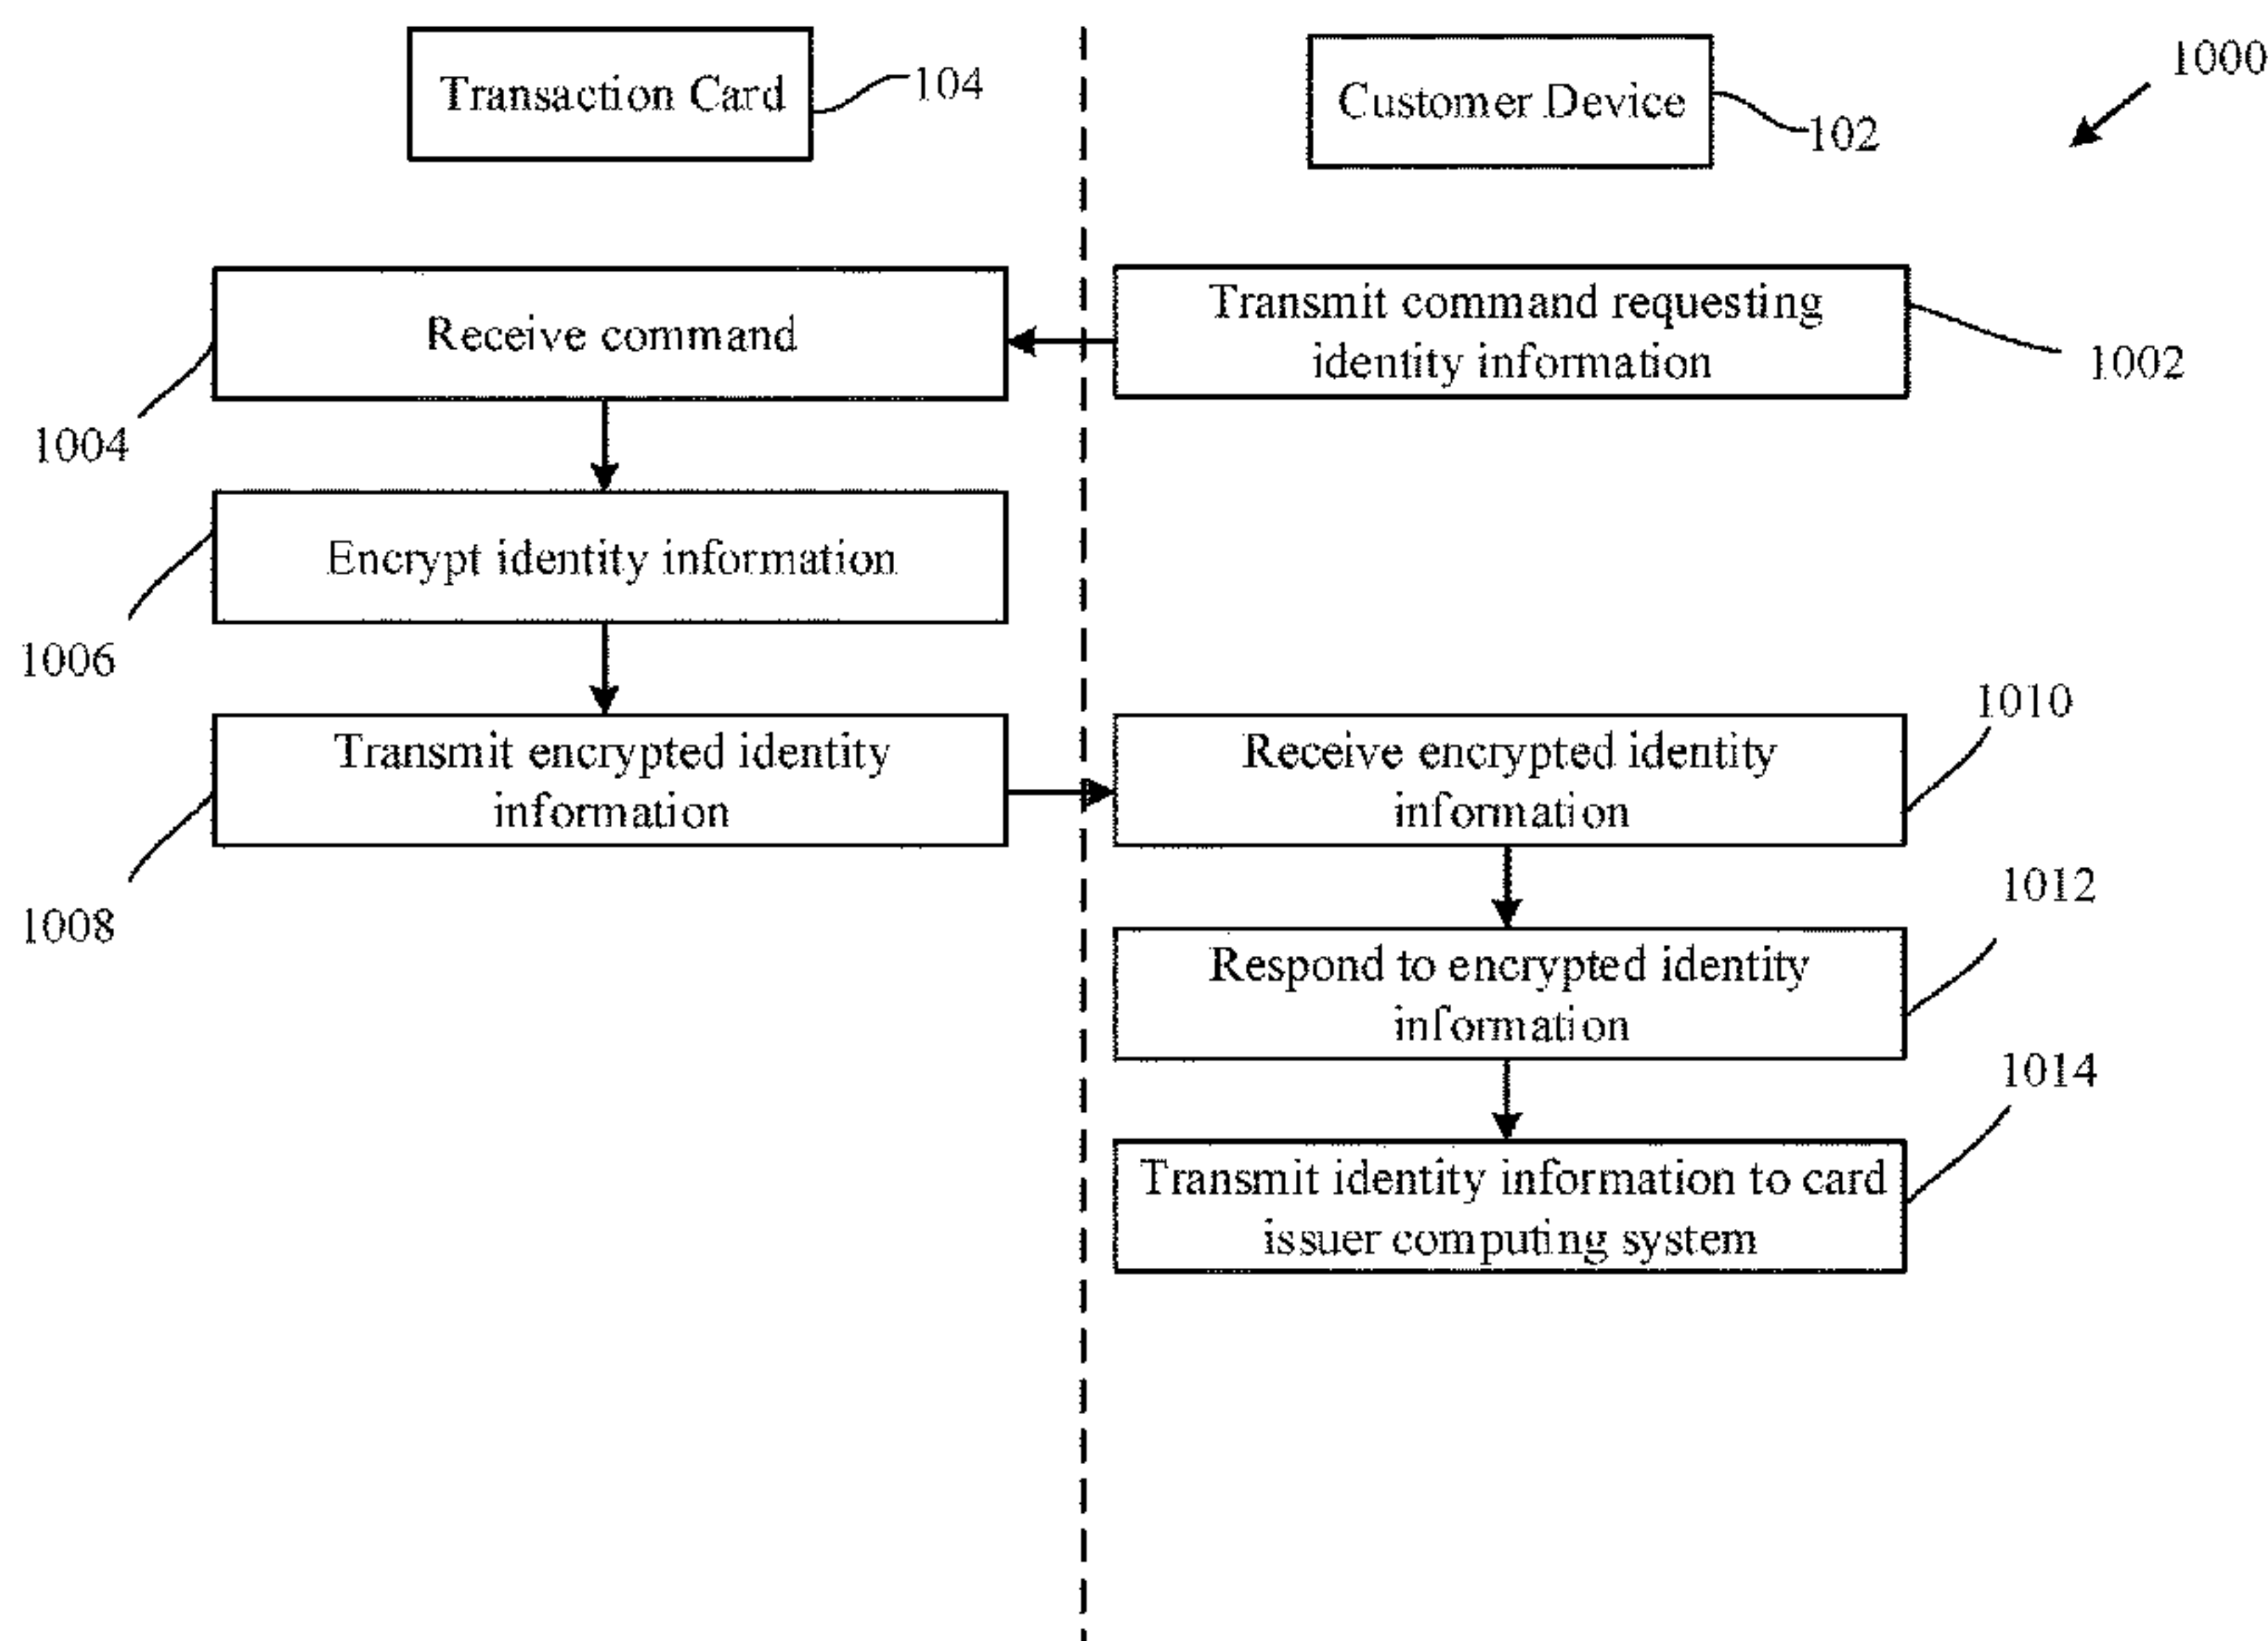 Transaction Card
104
Customer Device
102
1000
Transmit command requesting
identity information
1002
Receive command
1004
Encrypt identity information
1006
Transmit encrypted identity
information
1008
Receive encrypted identity
information
1010
Respond to encrypted identity
information
1012
Transmit identity information to card
issuer computing system
1014